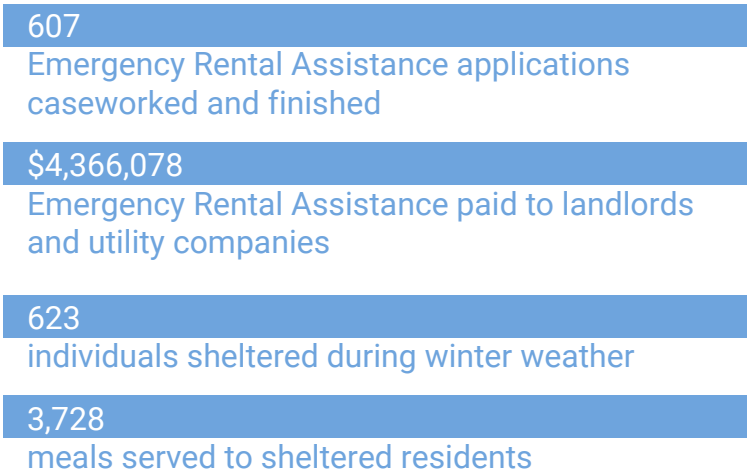 607
Emergency Rental Assistance applications
caseworked and finished
$4,366,078
Emergency Rental Assistance paid to landlords
and utility companies
623
individuals sheltered during winter weather
3,728
meals served to sheltered residents